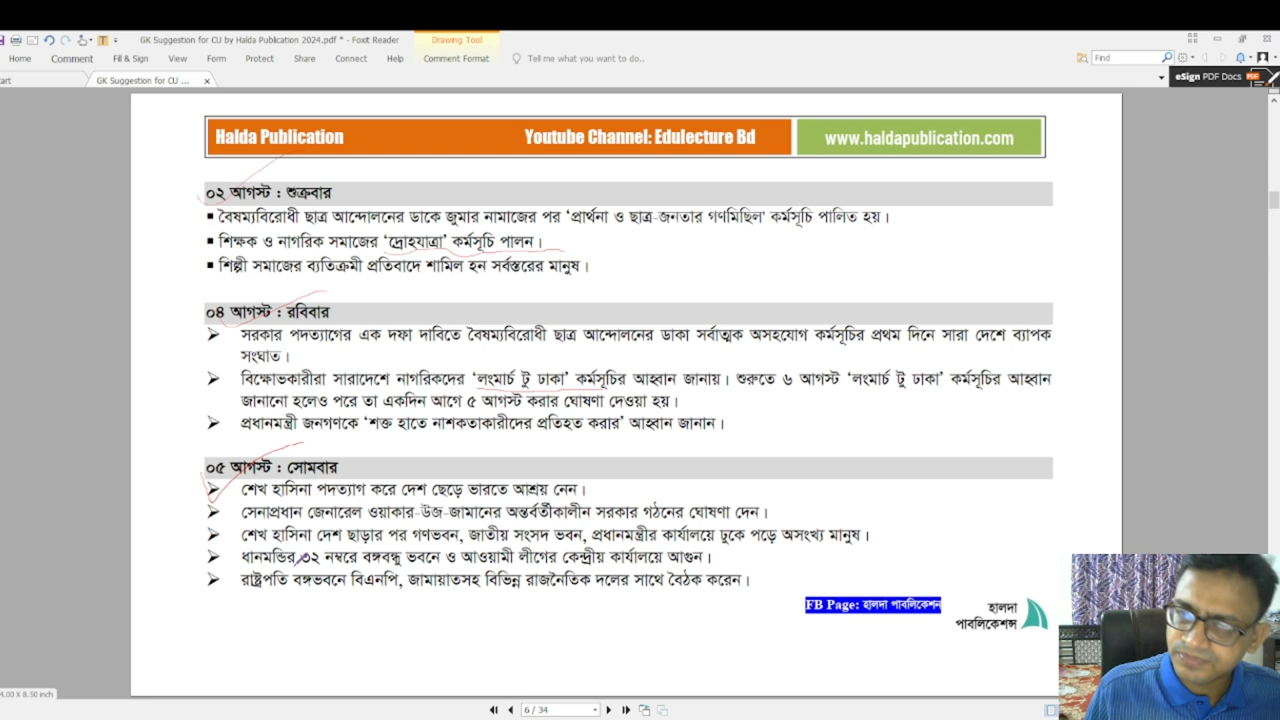 GK Suggestion for CU by Halda Publication 2024.pdf * - Foxit Reader
Drawing Tool
Home Comment Fill & Sign View Form Protect Share Connect Help Comment Format Tell me what you want to do.. Find
art GK Suggestion for CU ... × eSign PDF Docs
Halda Publication Youtube Channel: Edulecture Bd www.haldapublication.com
০২ আগস্ট : শুক্রবার
▪ বৈষম্যবিরোধী ছাত্র আন্দোলনের ডাকে জুমার নামাজের পর ‘প্রার্থনা ও ছাত্র-জনতার গণমিছিল' কর্মসূচি পালিত হয়।
▪ শিক্ষক ও নাগরিক সমাজের ‘দ্রোহযাত্রা’ কর্মসূচি পালন।
▪ শিল্পী সমাজের ব্যতিক্রমী প্রতিবাদে শামিল হন সর্বস্তরের মানুষ।
০৪ আগস্ট : রবিবার
➢ সরকার পদত্যাগের এক দফা দাবিতে বৈষম্যবিরোধী ছাত্র আন্দোলনের ডাকা সর্বাত্মক অসহযোগ কর্মসূচির প্রথম দিনে সারা দেশে ব্যাপক
সংঘাত।
➢ বিক্ষোভকারীরা সারাদেশে নাগরিকদের ‘লংমার্চ টু ঢাকা’ কর্মসূচির আহ্বান জানায়। শুরুতে ৬ আগস্ট ‘লংমার্চ টু ঢাকা’ কর্মসূচির আহ্বান
জানানো হলেও পরে তা একদিন আগে ৫ আগস্ট করার ঘোষণা দেওয়া হয়।
➢ প্রধানমন্ত্রী জনগণকে ‘শক্ত হাতে নাশকতাকারীদের প্রতিহত করার’ আহ্বান জানান।
০৫ আগস্ট : সোমবার
➢ শেখ হাসিনা পদত্যাগ করে দেশ ছেড়ে ভারতে আশ্রয় নেন।
➢ সেনাপ্রধান জেনারেল ওয়াকার-উজ-জামানের অন্তর্বর্তীকালীন সরকার গঠনের ঘোষণা দেন।
➢ শেখ হাসিনা দেশ ছাড়ার পর গণভবন, জাতীয় সংসদ ভবন, প্রধানমন্ত্রীর কার্যালয়ে ঢুকে পড়ে অসংখ্য মানুষ।
➢ ধানমন্ডির ৩২ নম্বরে বঙ্গবন্ধু ভবনে ও আওয়ামী লীগের কেন্দ্রীয় কার্যালয়ে আগুন।
➢ রাষ্ট্রপতি বঙ্গভবনে বিএনপি, জামায়াতসহ বিভিন্ন রাজনৈতিক দলের সাথে বৈঠক করেন।
FB Page: হালদা পাবলিকেশন
হালদা
পাবলিকেশন্স
4.00 X 8.50 inch
6 / 34